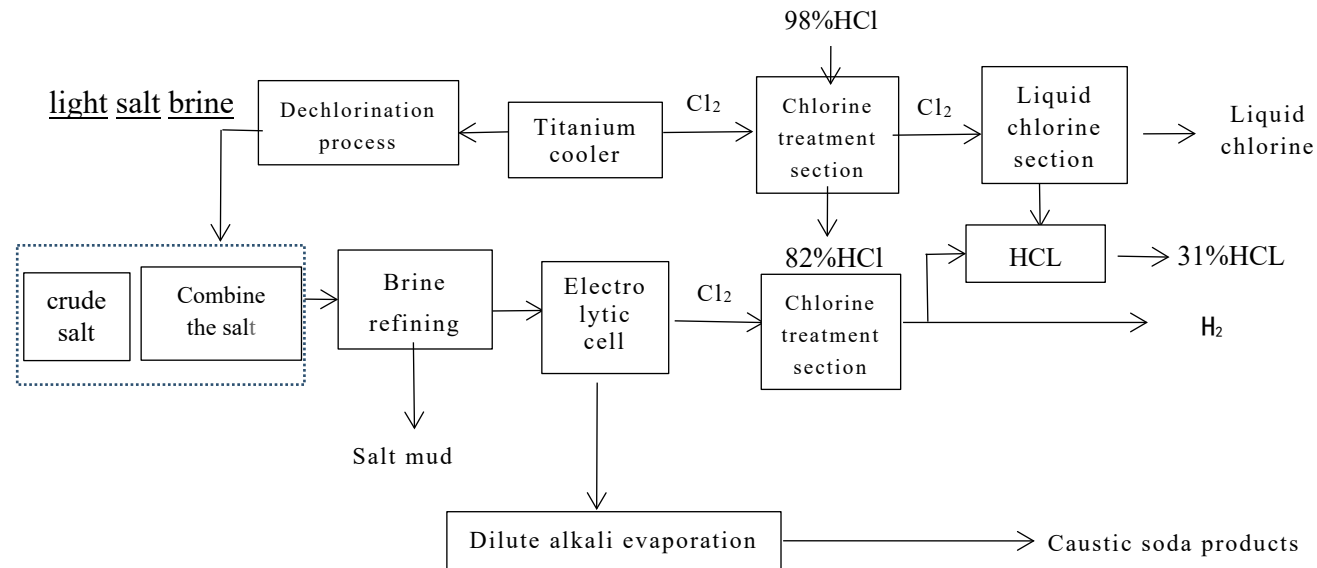 98%HCl
light salt brine
Dechlorination
process
Titanium
cooler
Cl₂
Chlorine
treatment
section
Cl₂
Liquid
chlorine
section
Liquid
chlorine
82%HCl
HCL
31%HCL
crude
salt
Combine
the salt
Brine
refining
Electro
lytic
cell
Cl₂
Chlorine
treatment
section
H₂
Salt mud
Dilute alkali evaporation
Caustic soda products